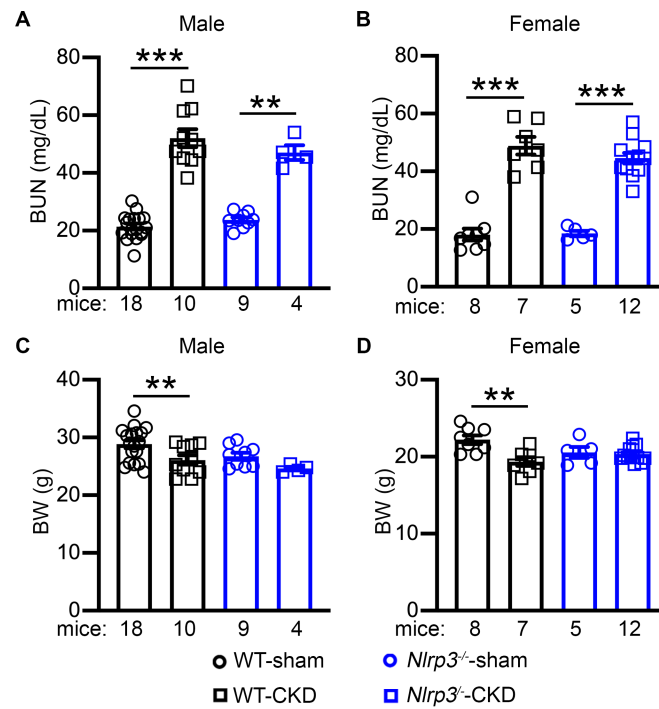 A Male
BUN (mg/dL)
80
60
40
20
0
***
**
mice: 18 10 9 4
B Female
BUN (mg/dL)
80
60
40
20
0
***
***
mice: 8 7 5 12
C Male
BW (g)
40
30
20
10
0
**
mice: 18 10 9 4
D Female
BW (g)
30
20
10
0
**
mice: 8 7 5 12
WT-sham
Nlrp3-/--sham
WT-CKD
Nlrp3/-‐CKD